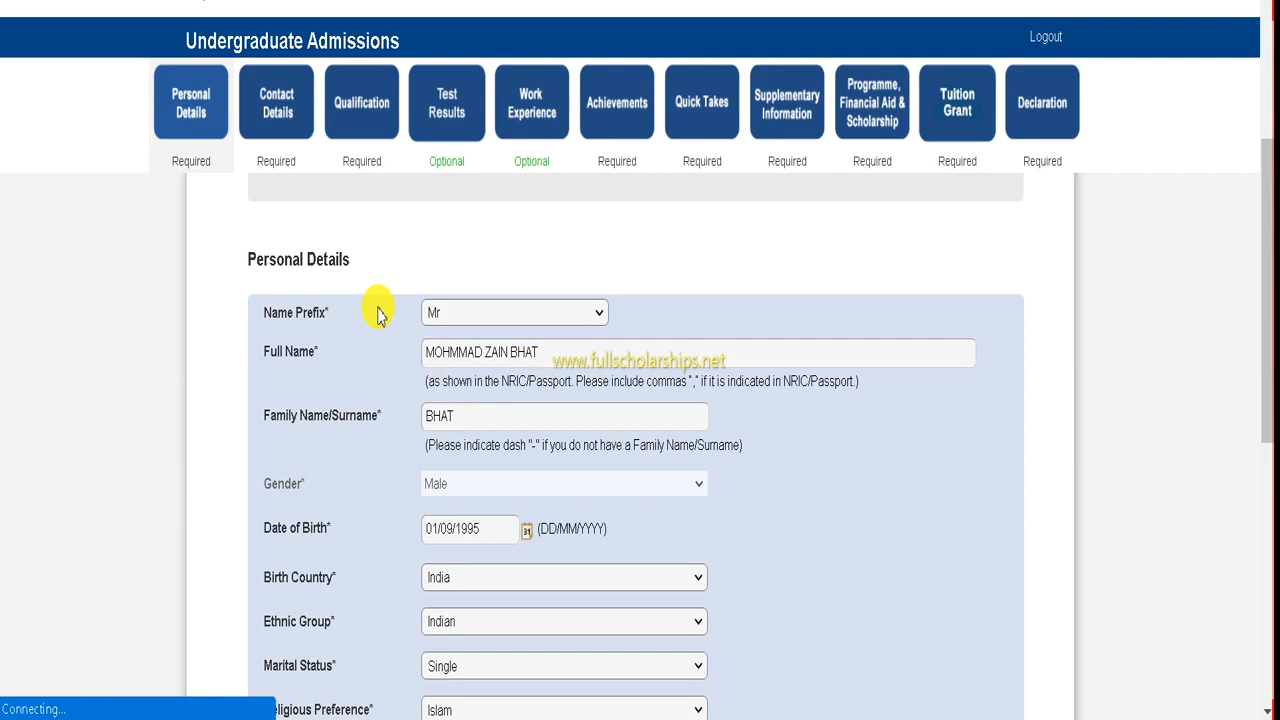 Undergraduate Admissions
Logout
Personal Details
Contact Details
Qualification
Test Results
Work Experience
Achievements
Quick Takes
Supplementary Information
Programme, Financial Aid & Scholarship
Tuition Grant
Declaration
Required
Required
Required
Optional
Optional
Required
Required
Required
Required
Required
Required
Personal Details
Name Prefix* Mr
Full Name* MOHMMAD ZAIN BHAT
www.fullscholarships.net
(as shown in the NRIC/Passport. Please include commas "," if it is indicated in NRIC/Passport.)
Family Name/Surname* BHAT
(Please indicate dash "-" if you do not have a Family Name/Surname)
Gender* Male
Date of Birth* 01/09/1995 31 (DD/MM/YYYY)
Birth Country* India
Ethnic Group* Indian
Marital Status* Single
eligious Preference* Islam
Connecting...